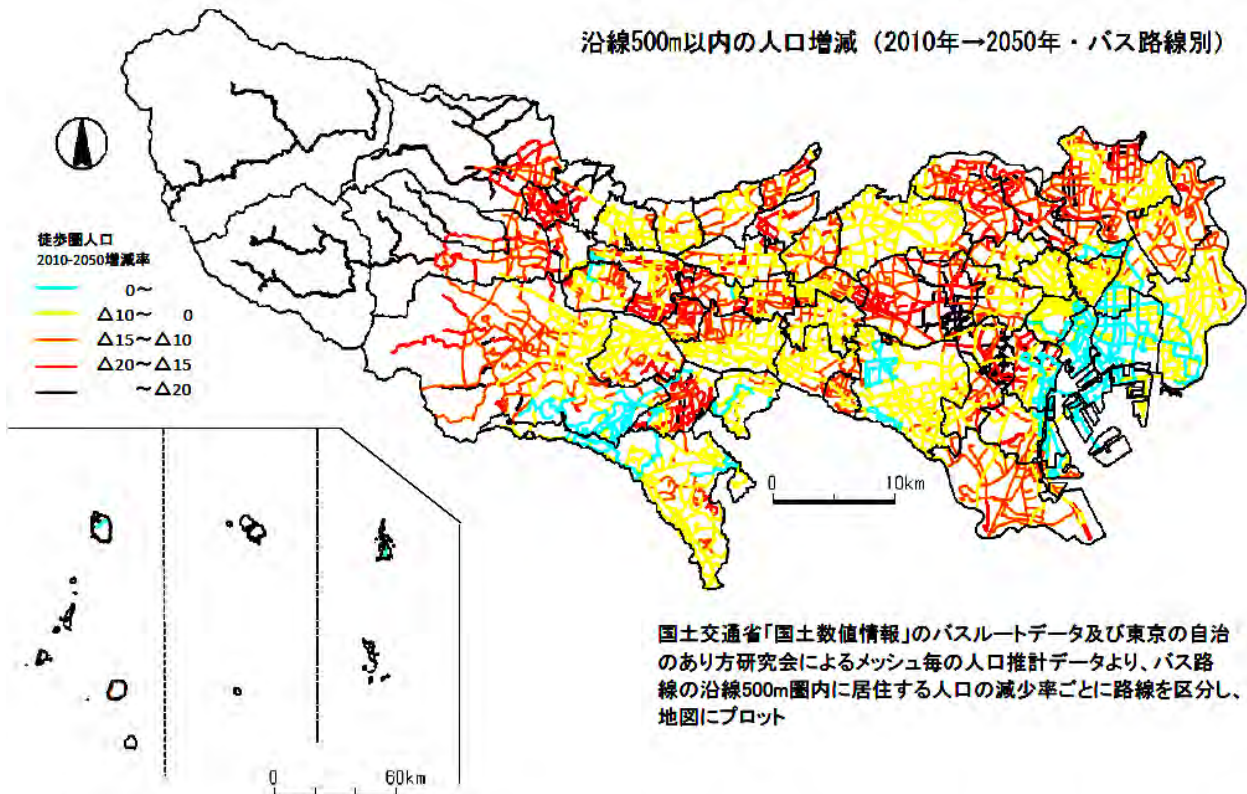 沿線500m以内の人口増減（2010年→2050年・バス路線別）
徒歩圏人口
2010-2050増減率
0～
△10～ 0
△15～△10
△20～△15
～△20
0 10km
国土交通省「国土数値情報」のバスルートデータ及び東京の自治
のあり方研究会によるメッシュ毎の人口推計データより、バス路
線の沿線500m圏内に居住する人口の減少率ごとに路線を区分し、
地図にプロット
0 60km